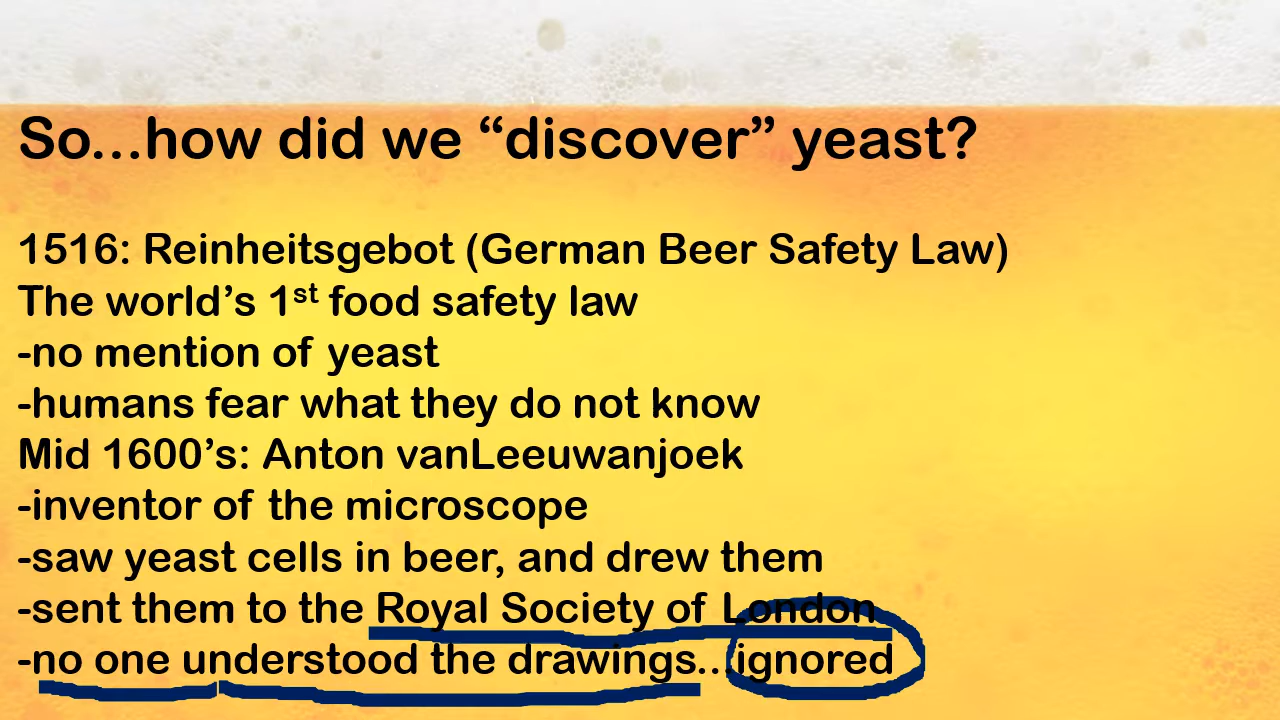 So...how did we “discover” yeast?
1516: Reinheitsgebot (German Beer Safety Law)
The world’s 1st food safety law
-no mention of yeast
-humans fear what they do not know
Mid 1600’s: Anton vanLeeuwanjoek
-inventor of the microscope
-saw yeast cells in beer, and drew them
-sent them to the Royal Society of London
-no one understood the drawings...ignored